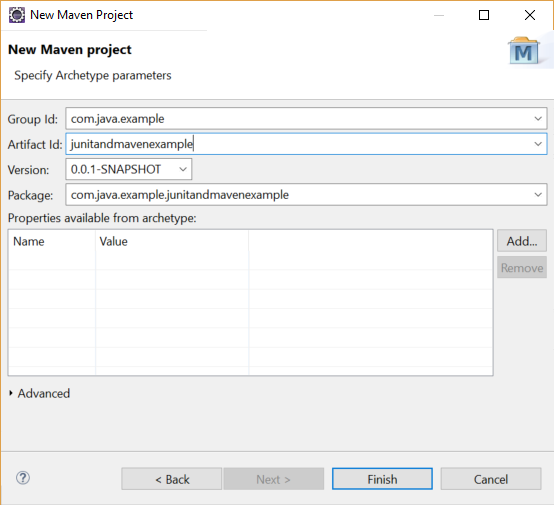 New Maven Project
New Maven project
Specify Archetype parameters
M
Group Id: com.java.example
Artifact Id: junitandmavenexample
Version: 0.0.1-SNAPSHOT
Package: com.java.example.junitandmavenexample
Properties available from archetype:
Name Value Add...
Remove
Advanced
? < Back Next > Finish Cancel